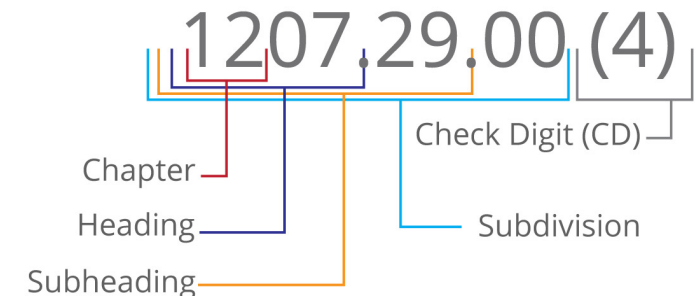 1207.29.00 (4)
Check Digit (CD)
Chapter
Heading
Subdivision
Subheading